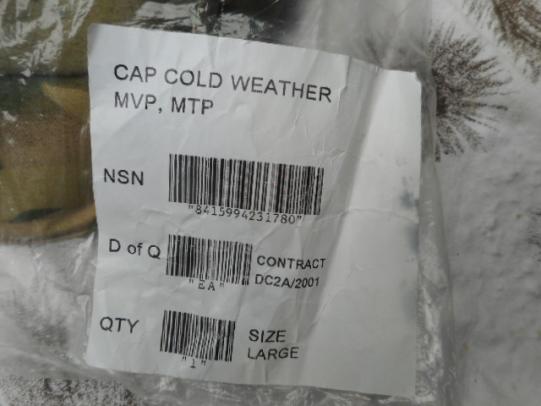 CAP COLD WEATHER
MVP, MTP
NSN
"8415994231780"
D of Q
"EA"
CONTRACT
DC2A/2001
QTY
"1"
SIZE
LARGE